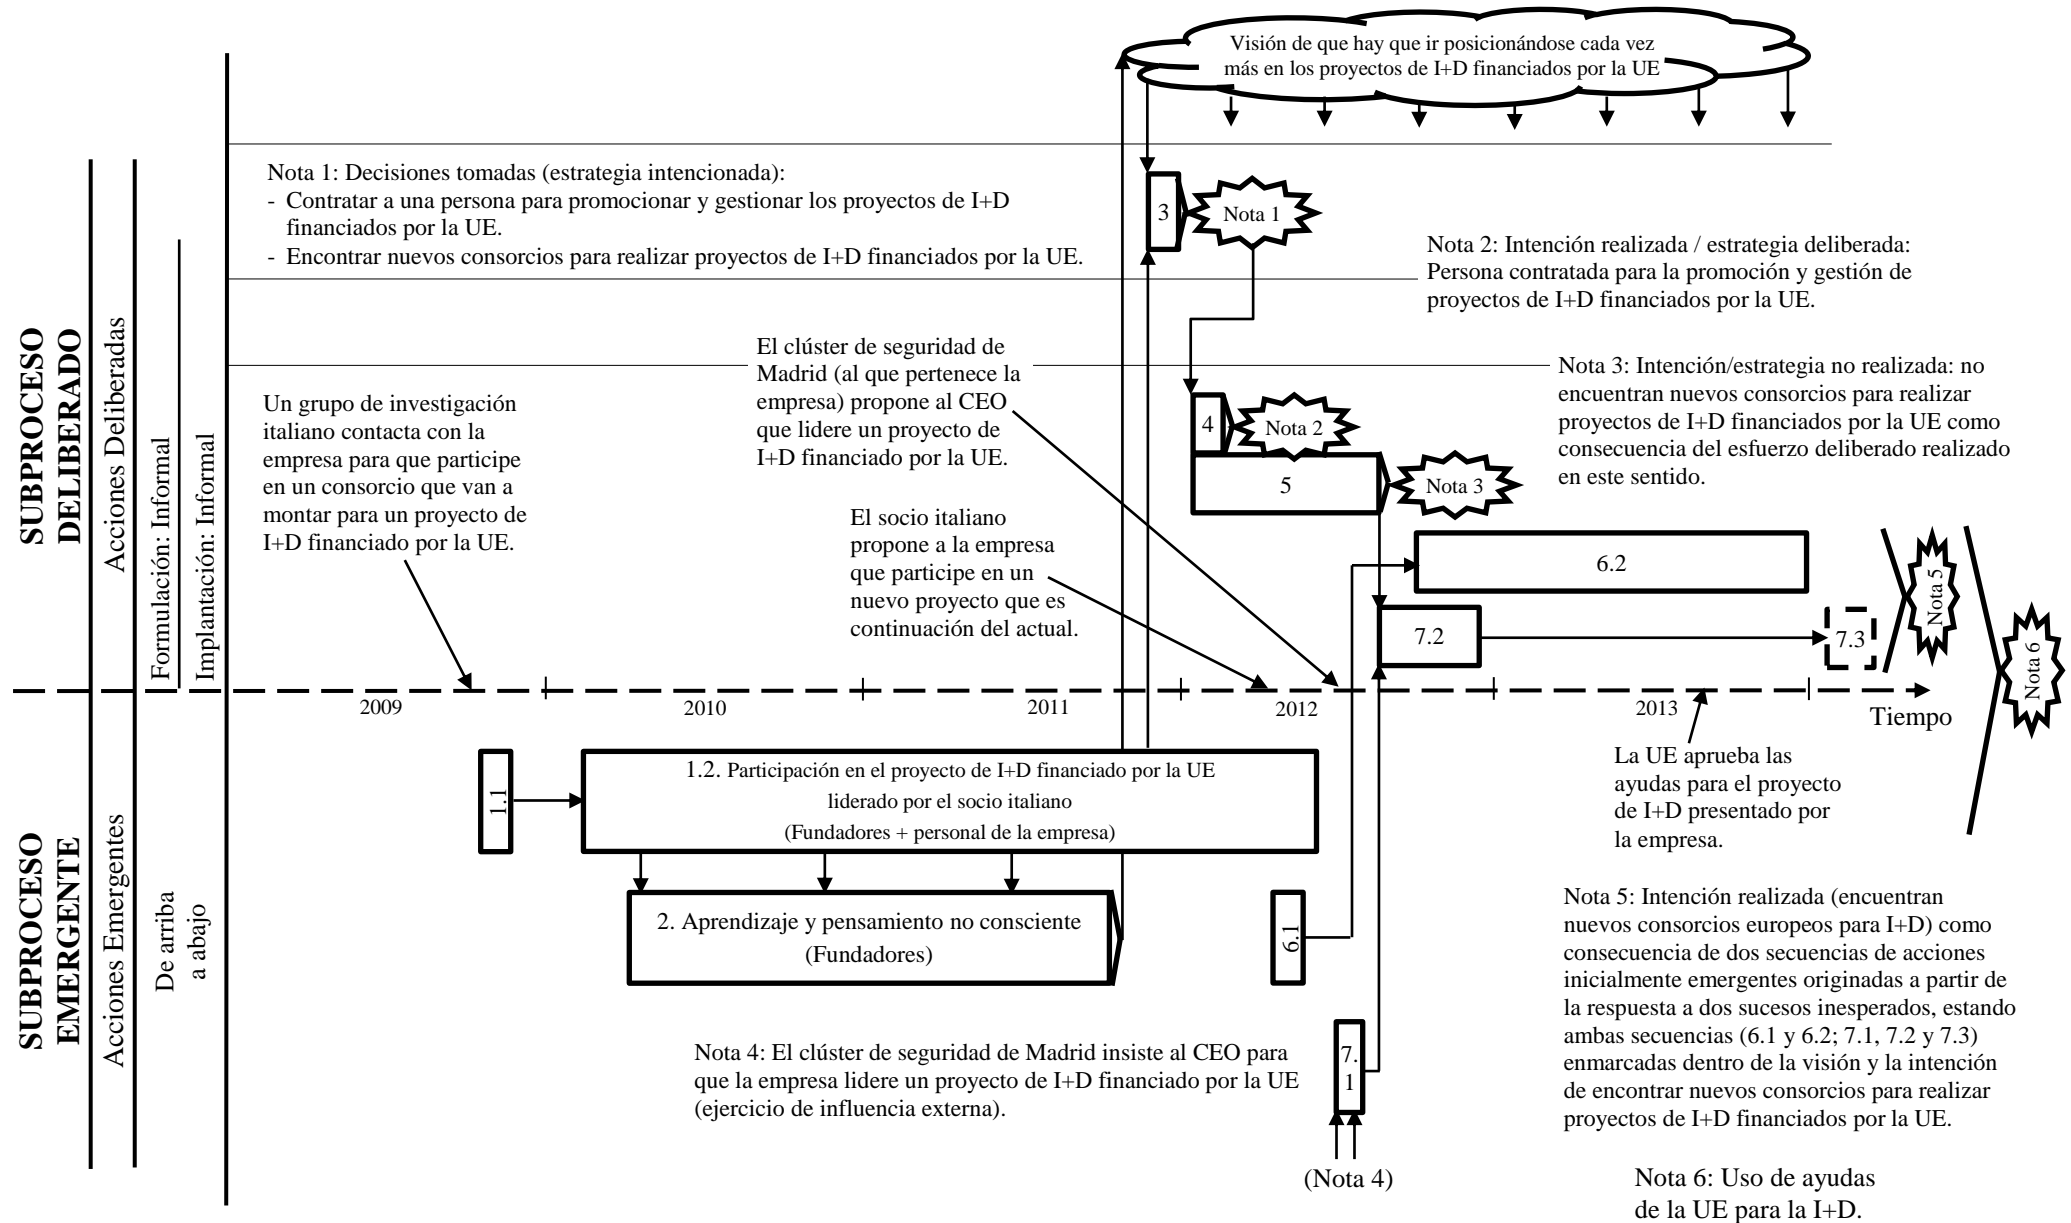 Visión de que hay que ir posicionándose cada vez
más en los proyectos de I+D financiados por la UE
Nota 1: Decisiones tomadas (estrategia intencionada):
- Contratar a una persona para promocionar y gestionar los proyectos de I+D
financiados por la UE.
- Encontrar nuevos consorcios para realizar proyectos de I+D financiados por la UE.
3
Nota 1
Nota 2: Intención realizada / estrategia deliberada:
Persona contratada para la promoción y gestión de
proyectos de I+D financiados por la UE.
SUBPROCESO
DELIBERADO
Acciones Deliberadas
Formulación: Informal
Implantación: Informal
Un grupo de investigación
italiano contacta con la
empresa para que participe
en un consorcio que van a
montar para un proyecto de
I+D financiado por la UE.
El clúster de seguridad de
Madrid (al que pertenece la
empresa) propone al CEO
que lidere un proyecto de
I+D financiado por la UE.
El socio italiano
propone a la empresa
que participe en un
nuevo proyecto que es
continuación del actual.
4
Nota 2
5
Nota 3
Nota 3: Intención/estrategia no realizada: no
encuentran nuevos consorcios para realizar
proyectos de I+D financiados por la UE como
consecuencia del esfuerzo deliberado realizado
en este sentido.
6.2
7.2
7.3
Nota 5
Nota 6
2009
2010
2011
2012
2013
Tiempo
SUBPROCESO
EMERGENTE
Acciones Emergentes
De arriba
a abajo
1.1
1.2. Participación en el proyecto de I+D financiado por la UE
liderado por el socio italiano
(Fundadores + personal de la empresa)
2. Aprendizaje y pensamiento no consciente
(Fundadores)
6.1
7.
1
(Nota 4)
La UE aprueba las
ayudas para el proyecto
de I+D presentado por
la empresa.
Nota 4: El clúster de seguridad de Madrid insiste al CEO para
que la empresa lidere un proyecto de I+D financiado por la UE
(ejercicio de influencia externa).
Nota 5: Intención realizada (encuentran
nuevos consorcios europeos para I+D) como
consecuencia de dos secuencias de acciones
inicialmente emergentes originadas a partir de
la respuesta a dos sucesos inesperados, estando
ambas secuencias (6.1 y 6.2; 7.1, 7.2 y 7.3)
enmarcadas dentro de la visión y la intención
de encontrar nuevos consorcios para realizar
proyectos de I+D financiados por la UE.
Nota 6: Uso de ayudas
de la UE para la I+D.